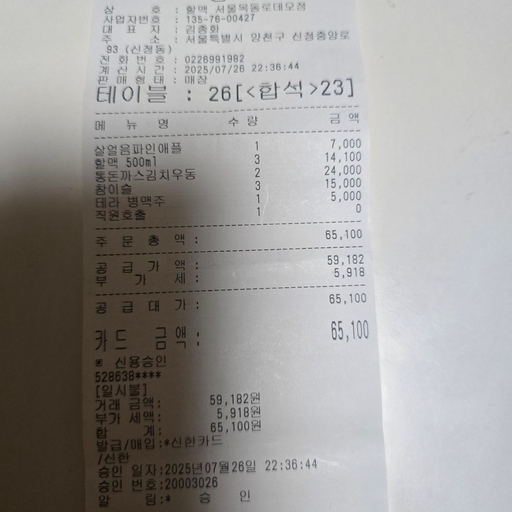 상 호 : 할맥 서울목동로데오점
사업자번호 : 135-76-00427
대 표 자 : 김종화
주 소 : 서울특별시 양천구 신정중앙로
93 (신정동)
전 화 번 호 : 0226991982
계 산 시 간 : 2025/07/26 22:36:44
판 매 형 태 : 매장
테이블 : 26[<합석>23]
메 뉴 명 수 량 금 액
살얼음파인애플 1 7,000
할맥 500ml 3 14,100
통돈까스김치우동 2 24,000
참이슬 3 15,000
테라 병맥주 1 5,000
직원호출 1 0
주 문 총 액 : 65,100
공 급 가 액 : 59,182
부 가 세 : 5,918
공 급 대 가 : 65,100
카드 금액 : 65,100
※ 신용승인
528638****
[일시불]
거래 금액: 59,182원
부가 세액: 5,918원
합 계: 65,100원
발급/매입:*신한카드
/신한
승인 일자:2025년07월26일 22:36:44
승인 번호:20003026
알 림:* 승 인